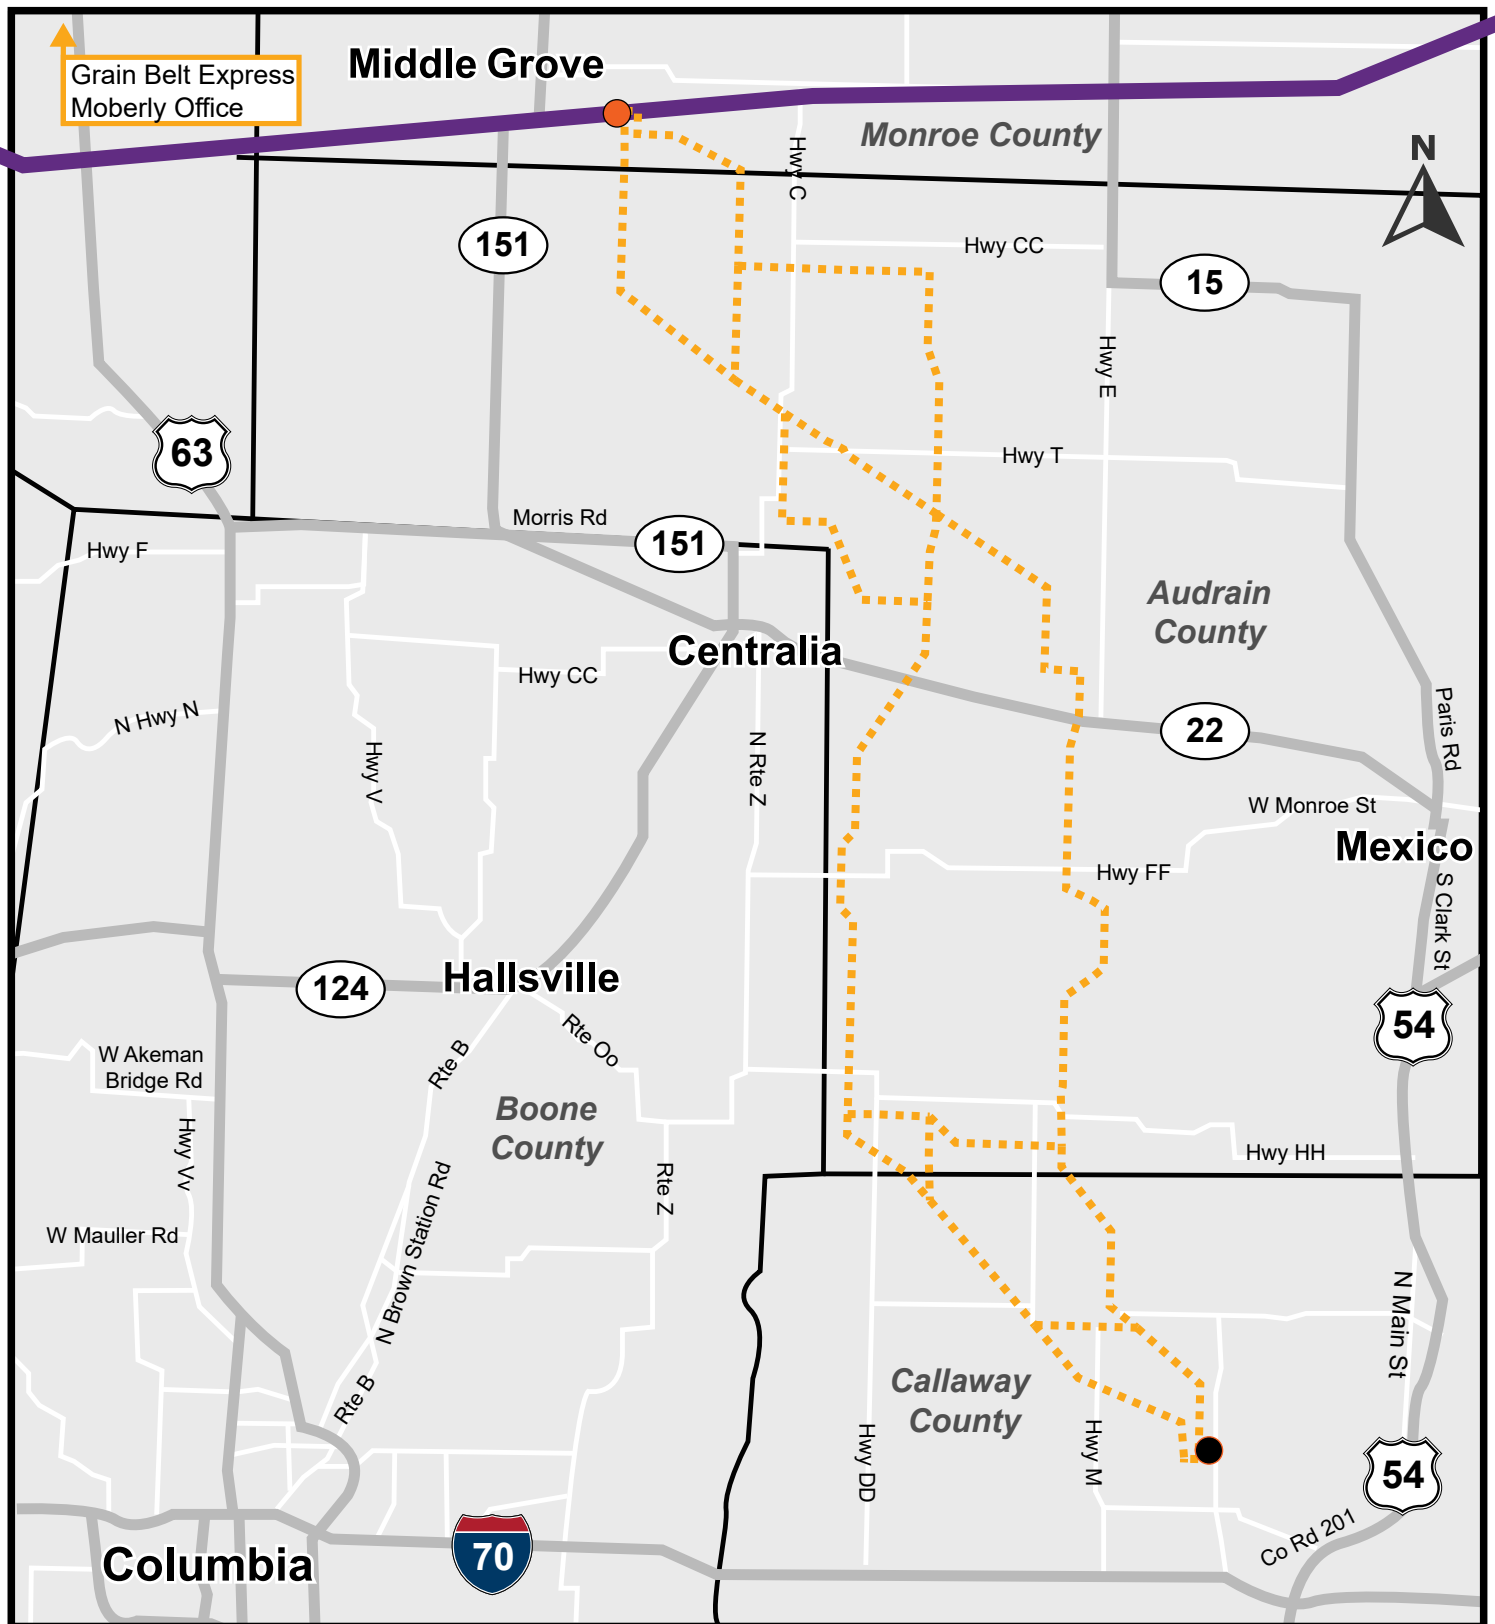 Grain Belt Express
Moberly Office
Middle Grove
Monroe County
N
Hwy C
151
Hwy CC
15
Hwy E
63
Hwy T
Morris Rd
151
Hwy F
Audrain
County
Centralia
Hwy CC
N Hwy N
Paris Rd
22
Hwy V
N Rte Z
W Monroe St
Mexico
Hwy FF
S Clark St
Hallsville
124
54
Rte Oo
W Akeman
Bridge Rd
Rte B
Boone
County
Hwy Vv
Hwy HH
Rte Z
W Mauller Rd
N Brown Station Rd
N Main St
Callaway
County
Rte B
Hwy DD
Hwy M
54
Co Rd 201
70
Columbia